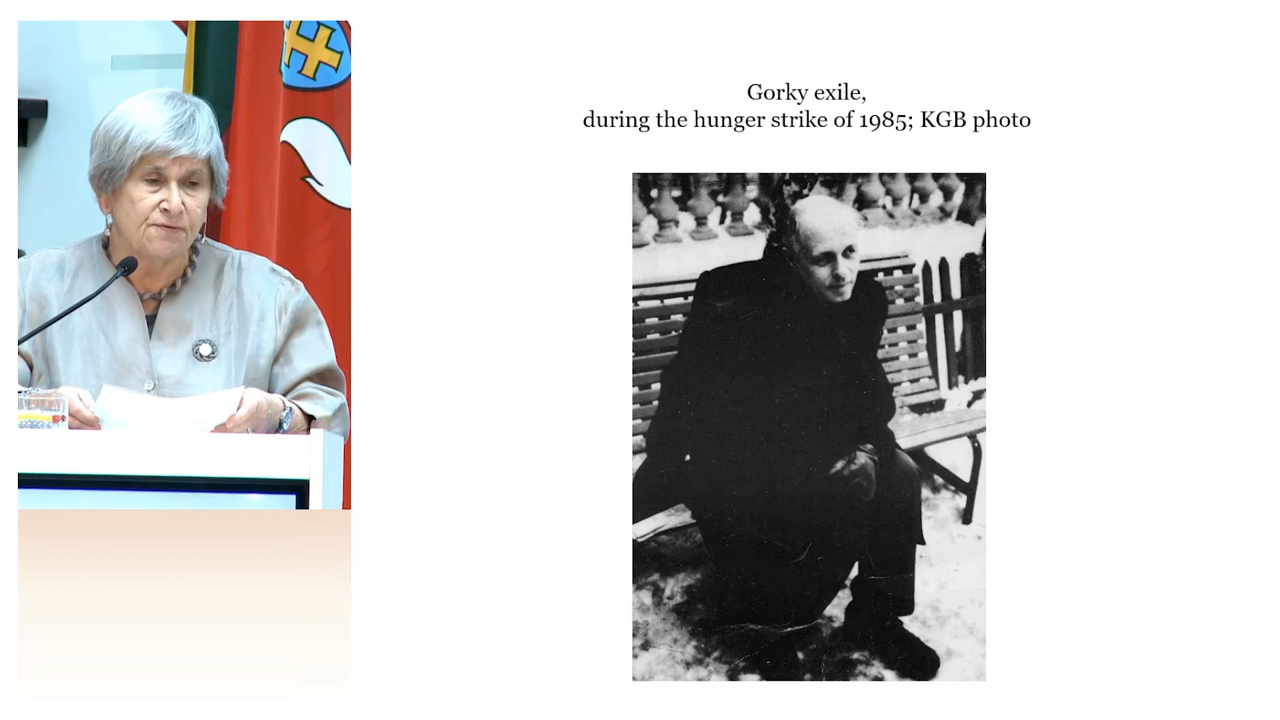 Gorky exile,
during the hunger strike of 1985; KGB photo